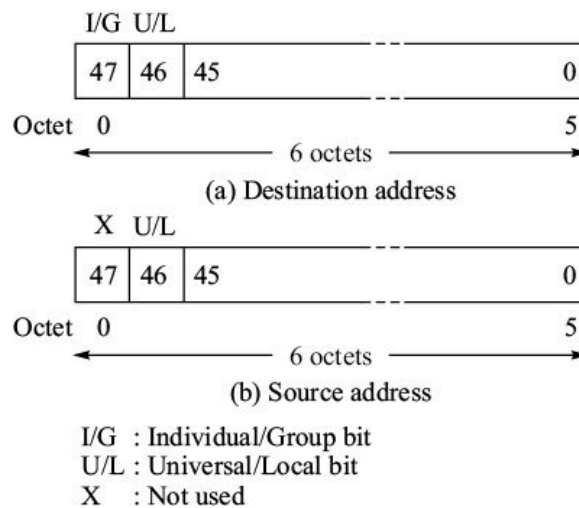 I/G U/L
47 46 45 0
Octet 0 5
6 octets
(a) Destination address
X U/L
47 46 45 0
Octet 0 5
6 octets
(b) Source address
I/G : Individual/Group bit
U/L : Universal/Local bit
X : Not used